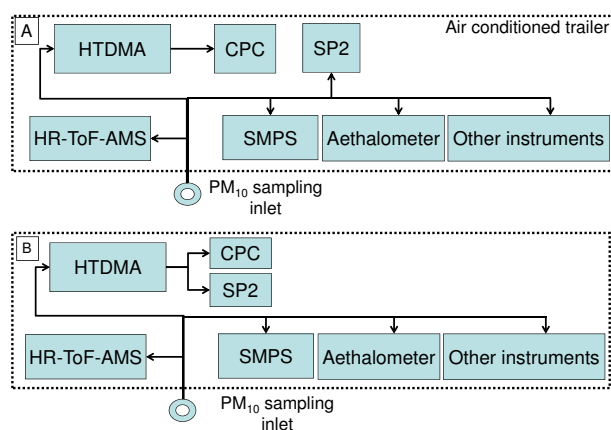 A
Air conditioned trailer
HTDMA
CPC
SP2
HR-ToF-AMS
SMPS
Aethalometer
Other instruments
PM₁₀ sampling
inlet
B
HTDMA
CPC
SP2
HR-ToF-AMS
SMPS
Aethalometer
Other instruments
PM₁₀ sampling
inlet